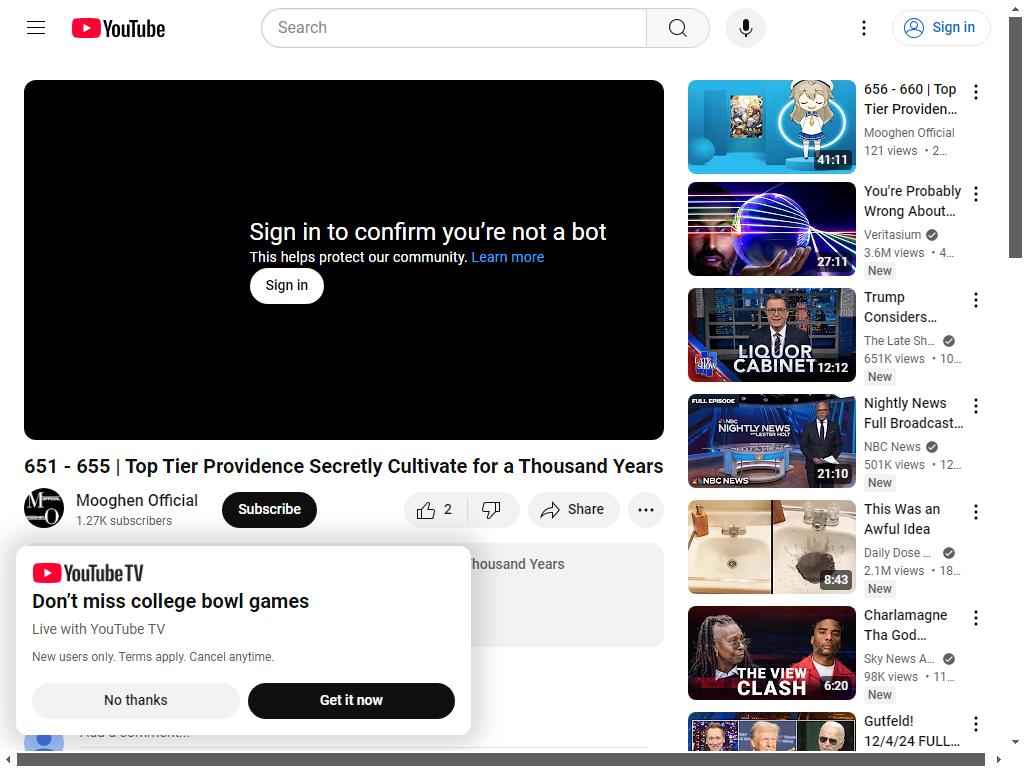 YouTube
Search
Sign in
Sign in to confirm you’re not a bot
This helps protect our community. Learn more
Sign in
651 - 655 | Top Tier Providence Secretly Cultivate for a Thousand Years
Mooghen Official
1.27K subscribers
Subscribe
2
Share
Thousand Years
YouTube TV
Don’t miss college bowl games
Live with YouTube TV
New users only. Terms apply. Cancel anytime.
No thanks
Get it now
Add a comment...
41:11
656 - 660 | Top
Tier Providen...
Mooghen Official
121 views • 2...
27:11
You're Probably
Wrong About...
Veritasium
3.6M views • 4...
New
LATE SHOW
LIQUOR
CABINET
12:12
Trump
Considers...
The Late Sh...
651K views • 10...
New
FULL EPISODE
NBC
NIGHTLY NEWS
WITH LESTER HOLT
NBC NEWS
21:10
Nightly News
Full Broadcast...
NBC News
501K views • 12...
New
8:43
This Was an
Awful Idea
Daily Dose ...
2.1M views • 18...
New
THE VIEW
CLASH
6:20
Charlamagne
Tha God...
Sky News A...
98K views • 11...
New
Gutfeld!
12/4/24 FULL...